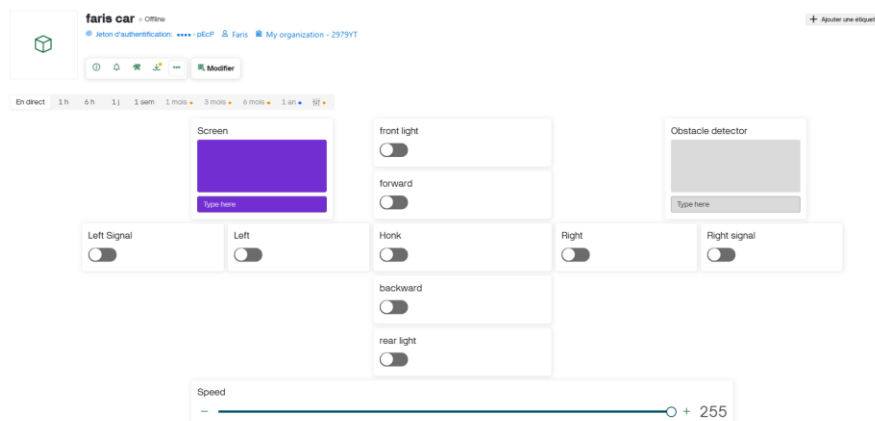 faris car Offline
Jeton d'authentification: •••• - pEcP Faris My organization - 2979YT
+ Ajouter une étiquet
Modifier
En direct 1 h 6 h 1 j 1 sem 1 mois 3 mois 6 mois 1 an
Screen
Type here
front light
forward
Obstacle detector
Type here
Left Signal
Left
Honk
Right
Right signal
backward
rear light
Speed
− + 255